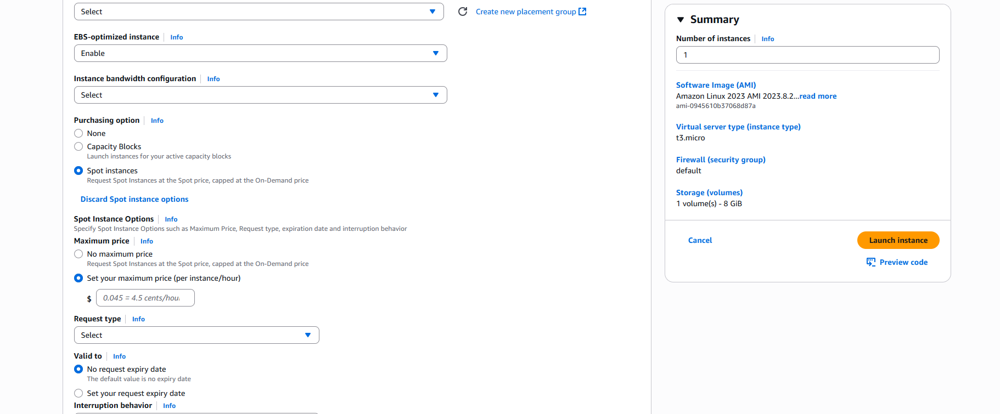 Select
Create new placement group
EBS-optimized instance Info
Enable
Instance bandwidth configuration Info
Select
Purchasing option Info
None
Capacity Blocks
Launch instances for your active capacity blocks
Spot instances
Request Spot Instances at the Spot price, capped at the On-Demand price
Discard Spot instance options
Spot Instance Options Info
Specify Spot Instance Options such as Maximum Price, Request type, expiration date and interruption behavior
Maximum price Info
No maximum price
Request Spot Instances at the Spot price, capped at the On-Demand price
Set your maximum price (per instance/hour)
$ 0.045 = 4.5 cents/hou
Request type Info
Select
Valid to Info
No request expiry date
The default value is no expiry date
Set your request expiry date
Interruption behavior Info
Summary
Number of instances Info
1
Software Image (AMI)
Amazon Linux 2023 AMI 2023.8.2...read more
ami-0945610b37068d87a
Virtual server type (instance type)
t3.micro
Firewall (security group)
default
Storage (volumes)
1 volume(s) - 8 GiB
Cancel
Launch instance
Preview code